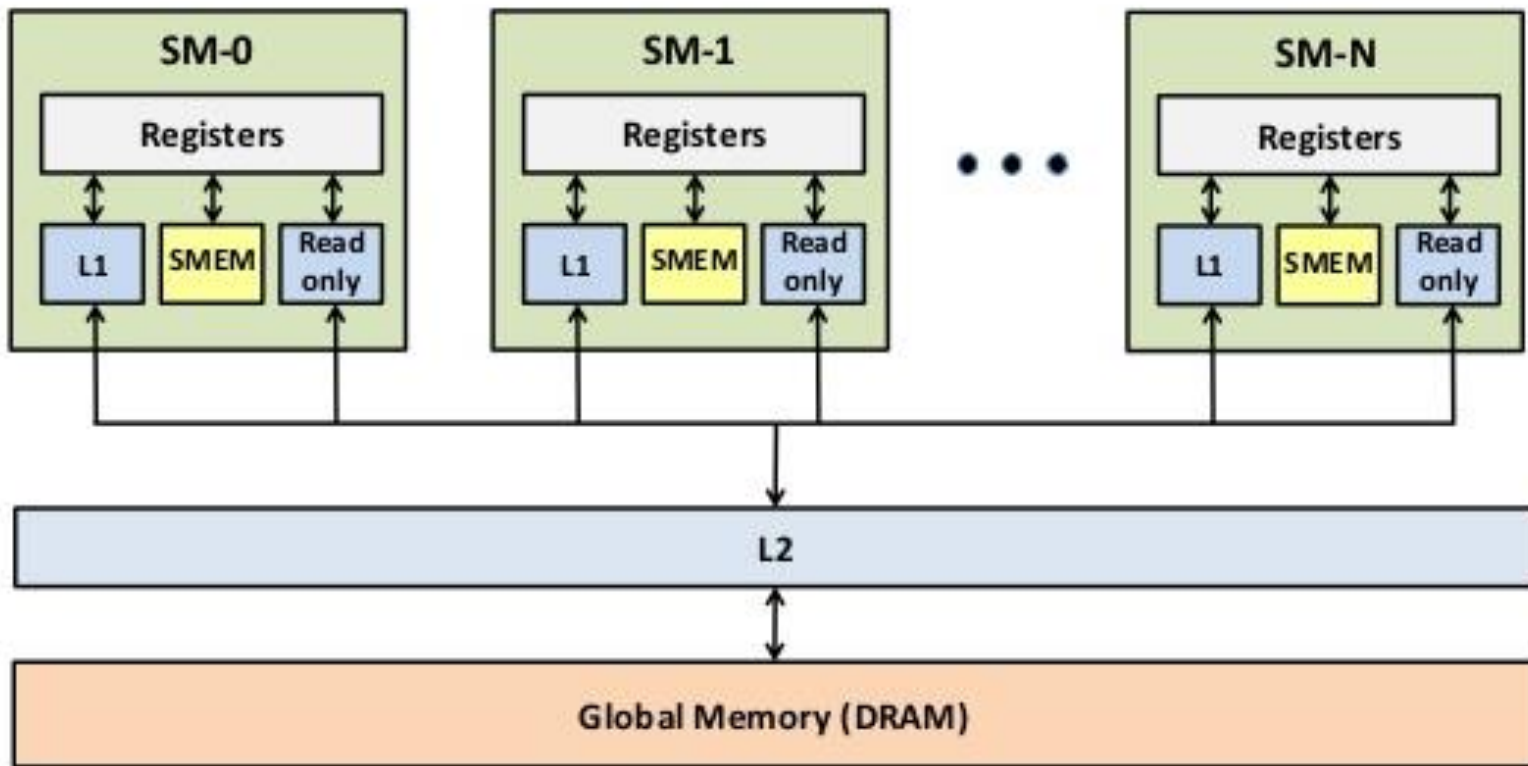 SM-0
Registers
L1
SMEM
Read
only
SM-1
Registers
L1
SMEM
Read
only
SM-N
Registers
L1
SMEM
Read
only
L2
Global Memory (DRAM)